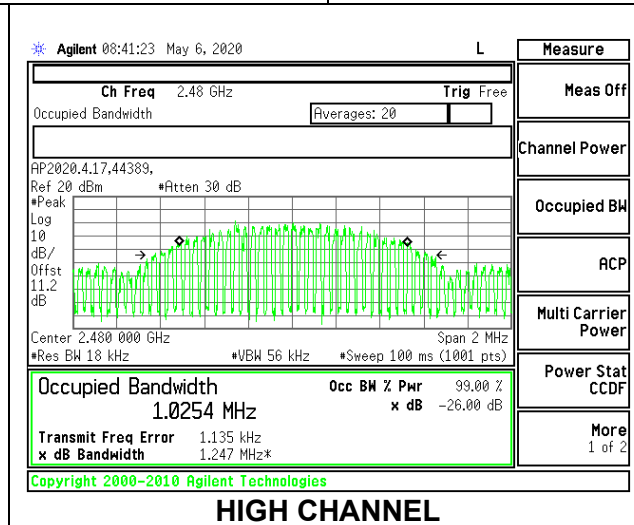 Agilent 08:41:23 May 6, 2020 L Measure
Ch Freq 2.48 GHz Trig Free
Meas Off
Occupied Bandwidth Averages: 20
Channel Power
AP2020.4.17,44389,
Ref 20 dBm #Atten 30 dB
#Peak
Log
10
dB/
Offst
11.2
dB
Occupied BW
ACP
Multi Carrier
Power
Center 2.480 000 GHz Span 2 MHz
#Res BW 18 kHz #VBW 56 kHz #Sweep 100 ms (1001 pts)
Power Stat
CCDF
Occupied Bandwidth Occ BW % Pwr 99.00 %
1.0254 MHz x dB -26.00 dB
Transmit Freq Error 1.135 kHz
x dB Bandwidth 1.247 MHz*
More
1 of 2
Copyright 2000-2010 Agilent Technologies
HIGH CHANNEL